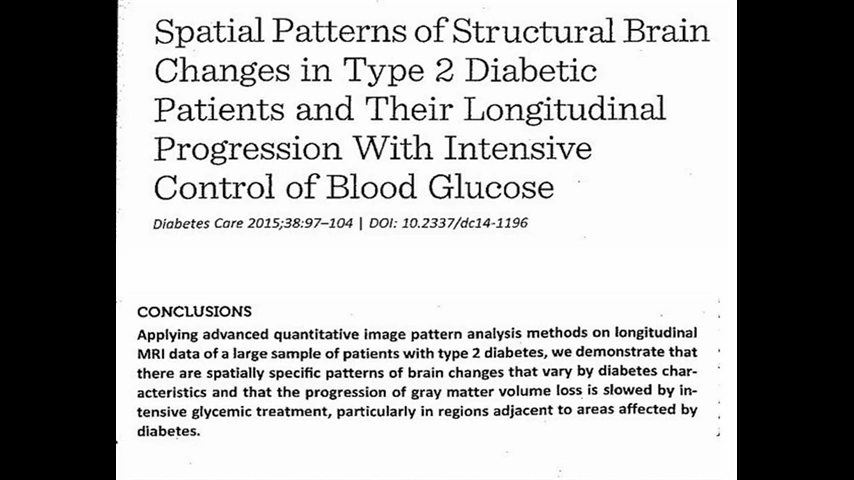 Spatial Patterns of Structural Brain
Changes in Type 2 Diabetic
Patients and Their Longitudinal
Progression With Intensive
Control of Blood Glucose
Diabetes Care 2015;38:97–104 | DOI: 10.2337/dc14-1196
CONCLUSIONS
Applying advanced quantitative image pattern analysis methods on longitudinal
MRI data of a large sample of patients with type 2 diabetes, we demonstrate that
there are spatially specific patterns of brain changes that vary by diabetes char-
acteristics and that the progression of gray matter volume loss is slowed by in-
tensive glycemic treatment, particularly in regions adjacent to areas affected by
diabetes.